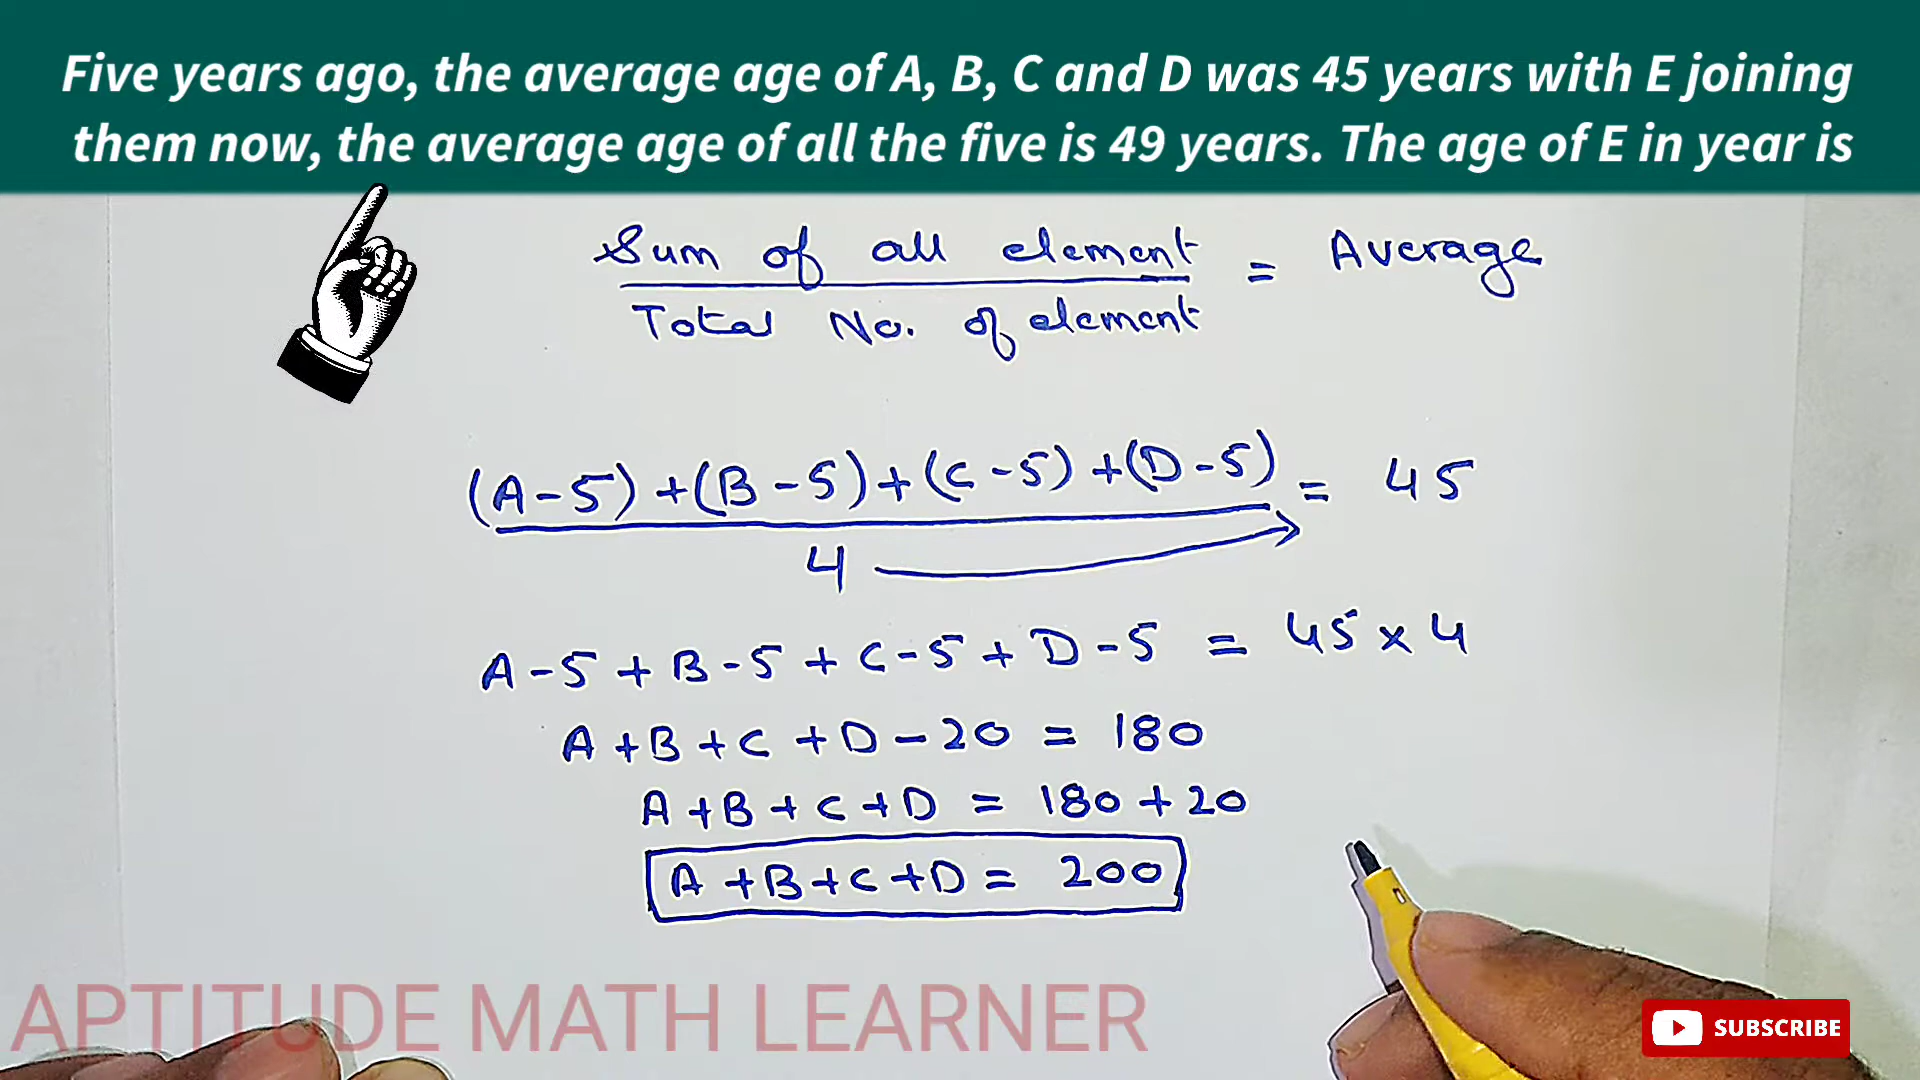 Five years ago, the average age of A, B, C and D was 45 years with E joining
them now, the average age of all the five is 49 years. The age of E in year is
Sum of all element = Average
Total No. of element
(A-5)+(B-5)+(C-5)+(D-5) = 45
4
A-5+B-5+C-5+D-5 = 45×4
A+B+C+D-20 = 180
A+B+C+D = 180+20
A+B+C+D = 200
APTITUDE MATH LEARNER
SUBSCRIBE